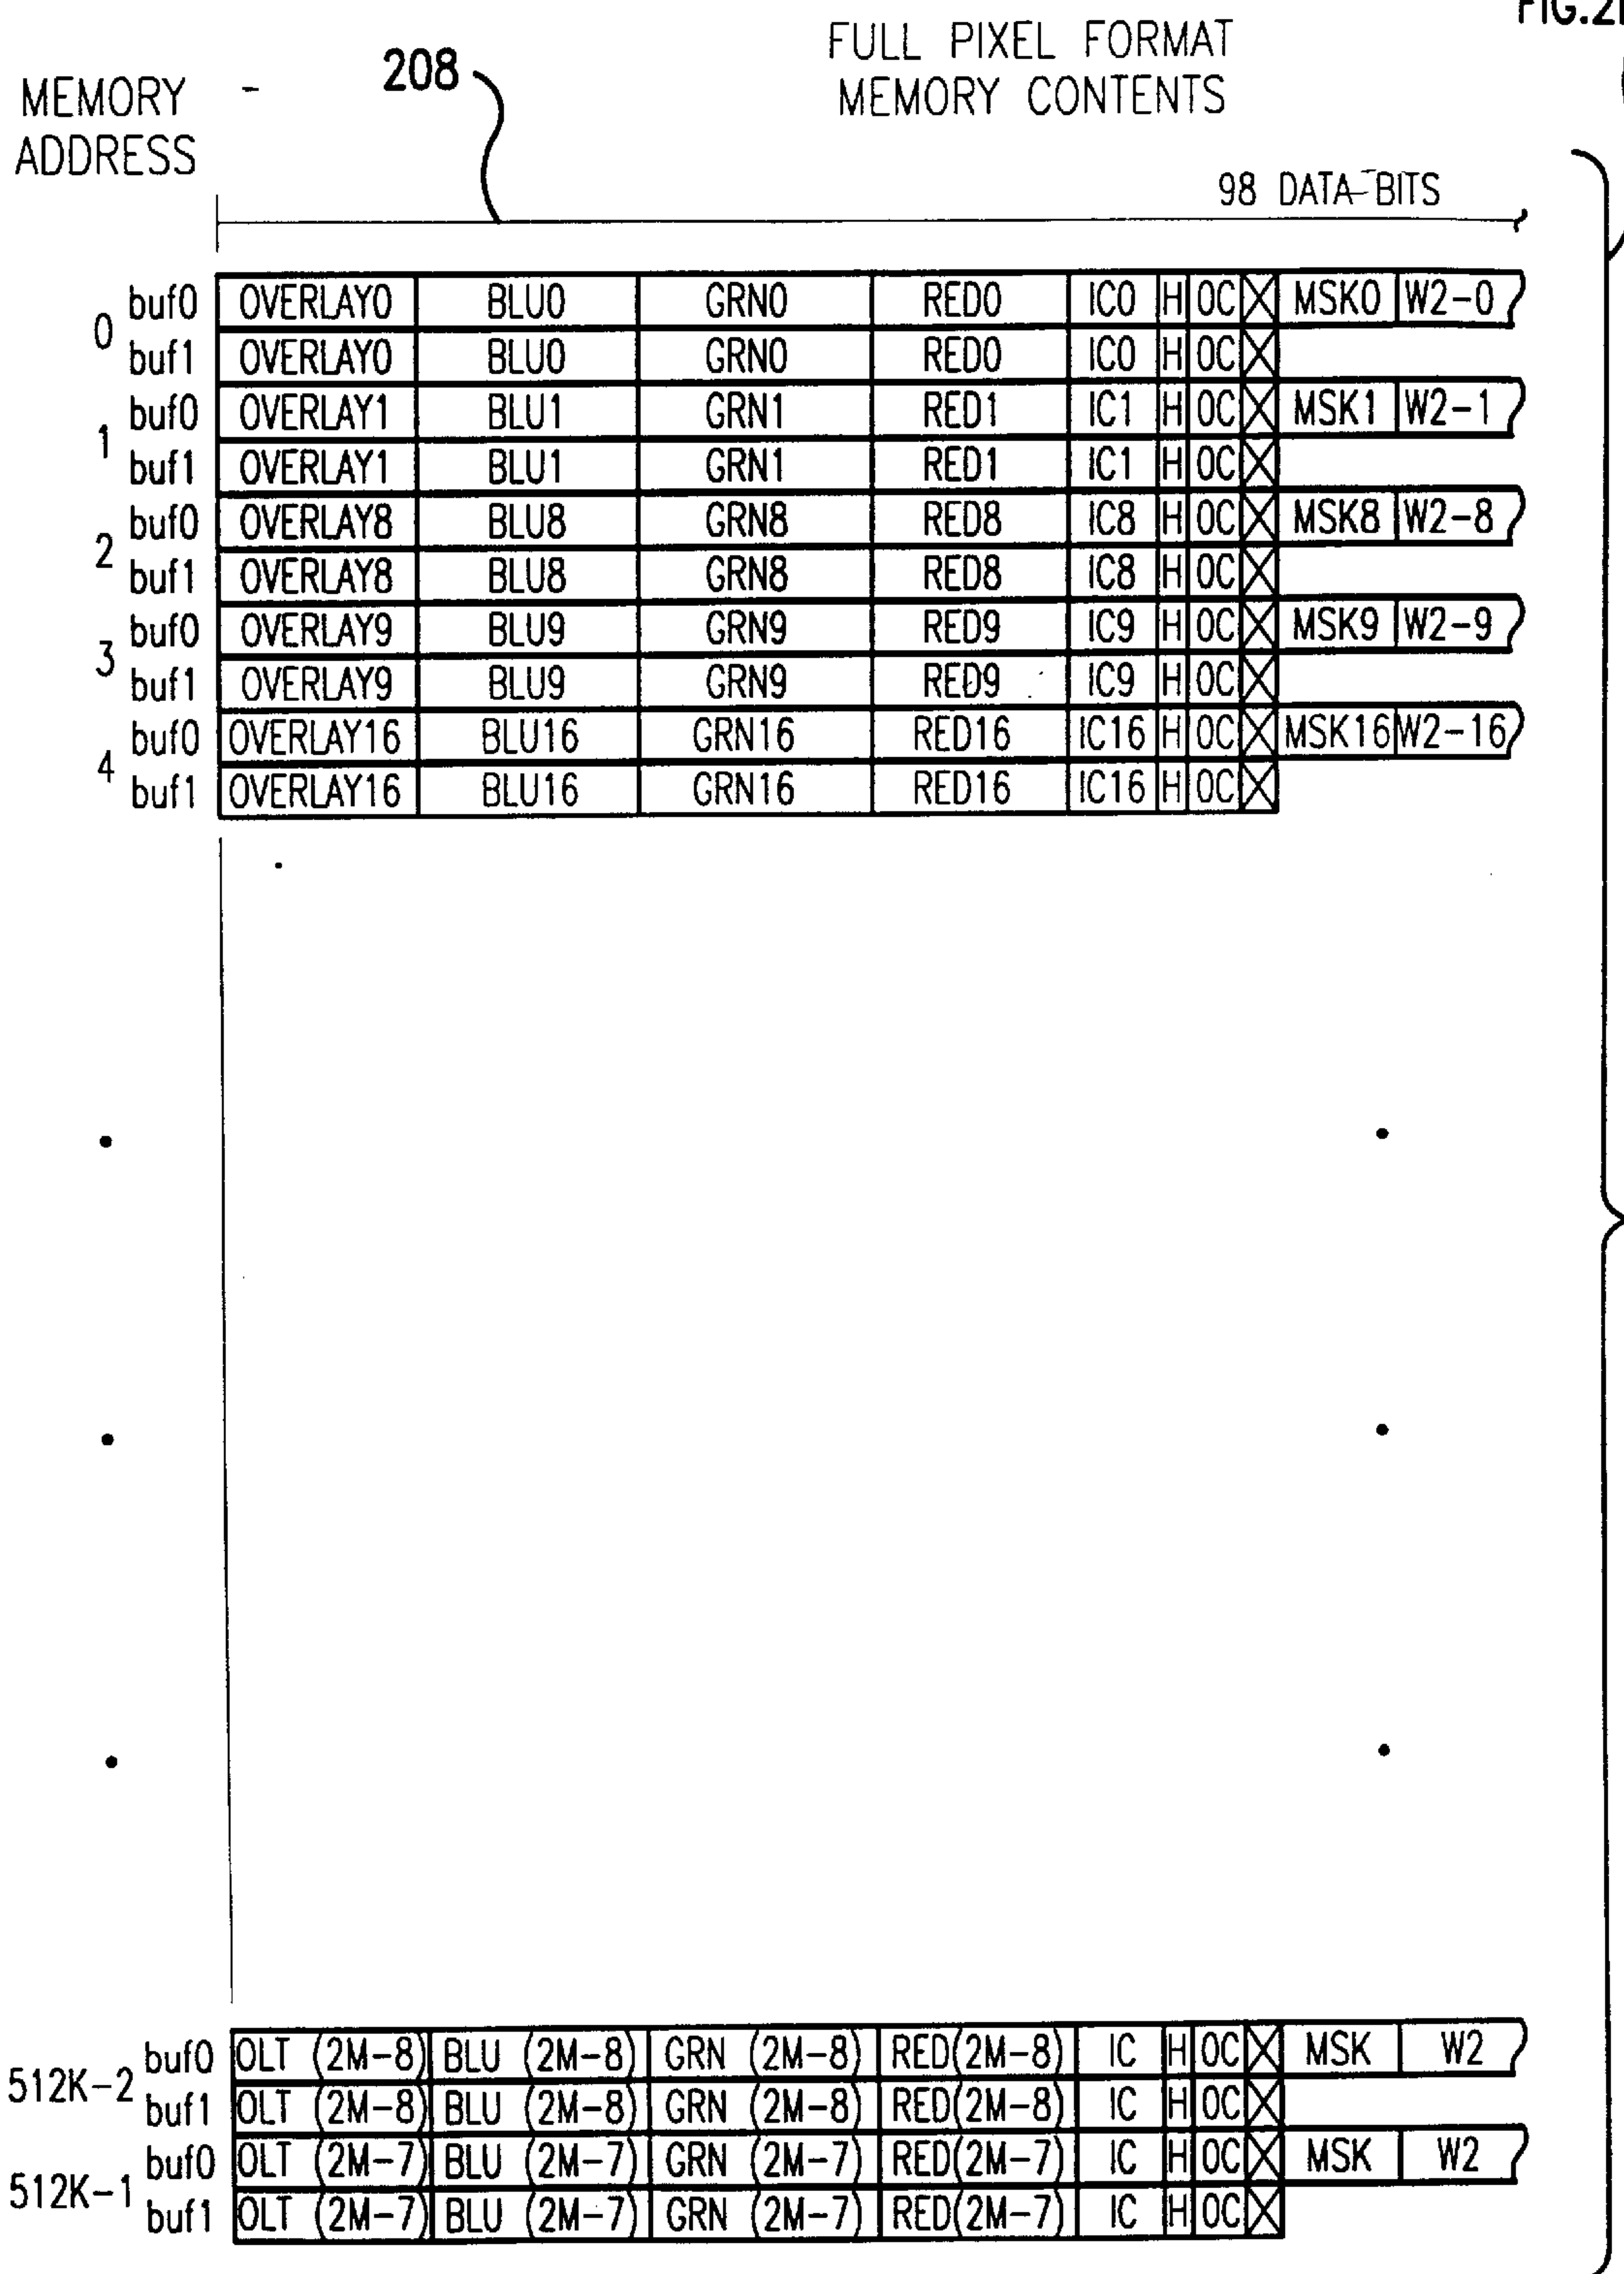 FULL PIXEL FORMAT
MEMORY CONTENTS
MEMORY
ADDRESS
208
98 DATA BITS
0
buf0 OVERLAY0 BLU0 GRN0 RED0 IC0 H OC X MSK0 W2-0
buf1 OVERLAY0 BLU0 GRN0 RED0 IC0 H OC X
1
buf0 OVERLAY1 BLU1 GRN1 RED1 IC1 H OC X MSK1 W2-1
buf1 OVERLAY1 BLU1 GRN1 RED1 IC1 H OC X
2
buf0 OVERLAY8 BLU8 GRN8 RED8 IC8 H OC X MSK8 W2-8
buf1 OVERLAY8 BLU8 GRN8 RED8 IC8 H OC X
3
buf0 OVERLAY9 BLU9 GRN9 RED9 IC9 H OC X MSK9 W2-9
buf1 OVERLAY9 BLU9 GRN9 RED9 IC9 H OC X
4
buf0 OVERLAY16 BLU16 GRN16 RED16 IC16 H OC X MSK16 W2-16
buf1 OVERLAY16 BLU16 GRN16 RED16 IC16 H OC X
512K-2
buf0 OLT (2M-8) BLU (2M-8) GRN (2M-8) RED(2M-8) IC H OC X MSK W2
buf1 OLT (2M-8) BLU (2M-8) GRN (2M-8) RED(2M-8) IC H OC X
512K-1
buf0 OLT (2M-7) BLU (2M-7) GRN (2M-7) RED(2M-7) IC H OC X MSK W2
buf1 OLT (2M-7) BLU (2M-7) GRN (2M-7) RED(2M-7) IC H OC X